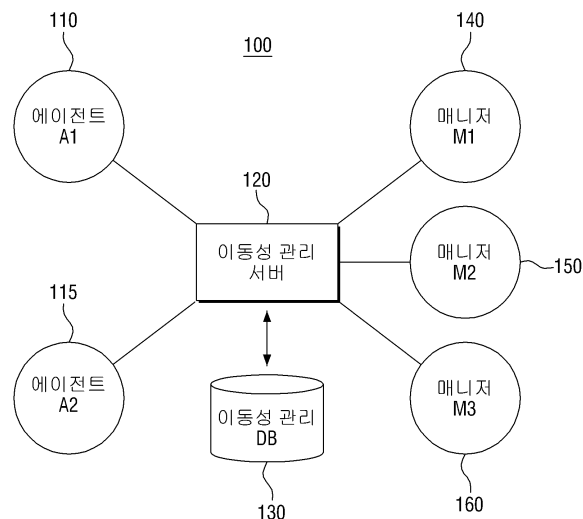 110
100
140
에이전트
A1
매니저
M1
120
이동성 관리
서버
매니저
M2
150
115
에이전트
A2
이동성 관리
DB
매니저
M3
130
160